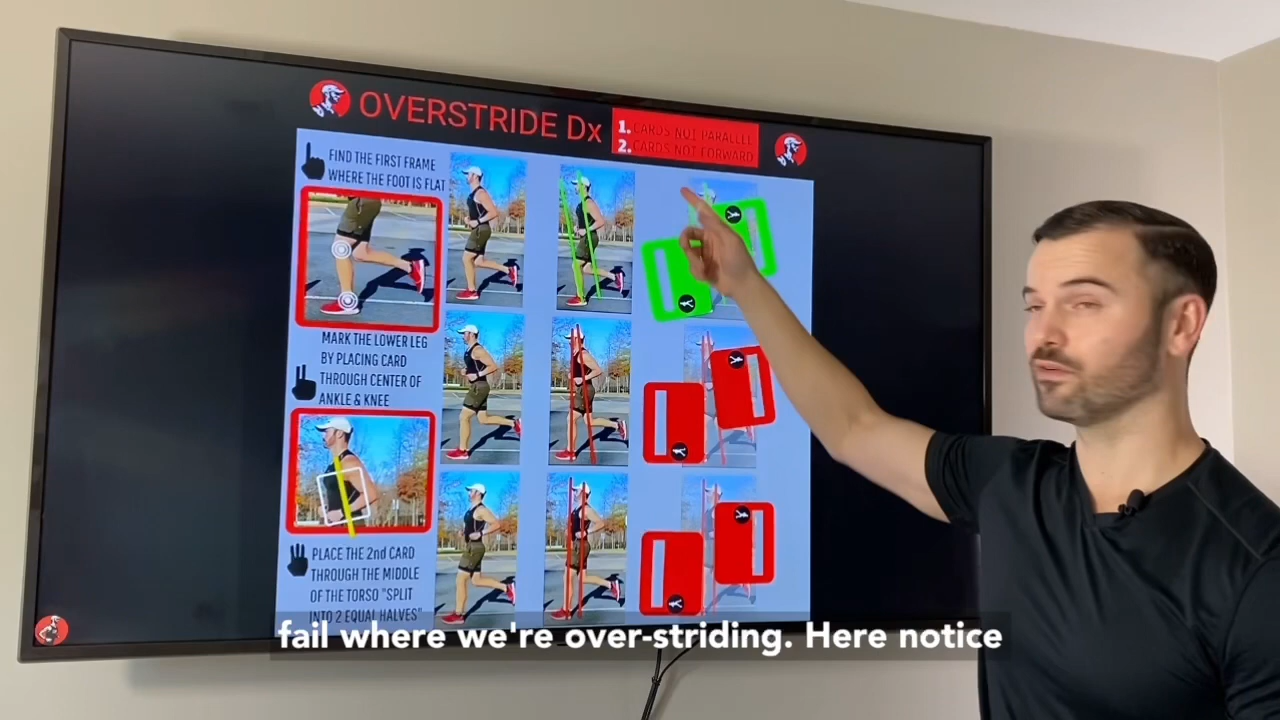 OVERSTRIDE Dx
1. CARDS NOT PARALLEL
2. CARDS NOT FORWARD
FIND THE FIRST FRAME
WHERE THE FOOT IS FLAT
MARK THE LOWER LEG
BY PLACING CARD
THROUGH CENTER OF
ANKLE & KNEE
PLACE THE 2nd CARD
THROUGH THE MIDDLE
OF THE TORSO "SPLIT
INTO 2 EQUAL HALVES"
fail where we're over-striding. Here notice